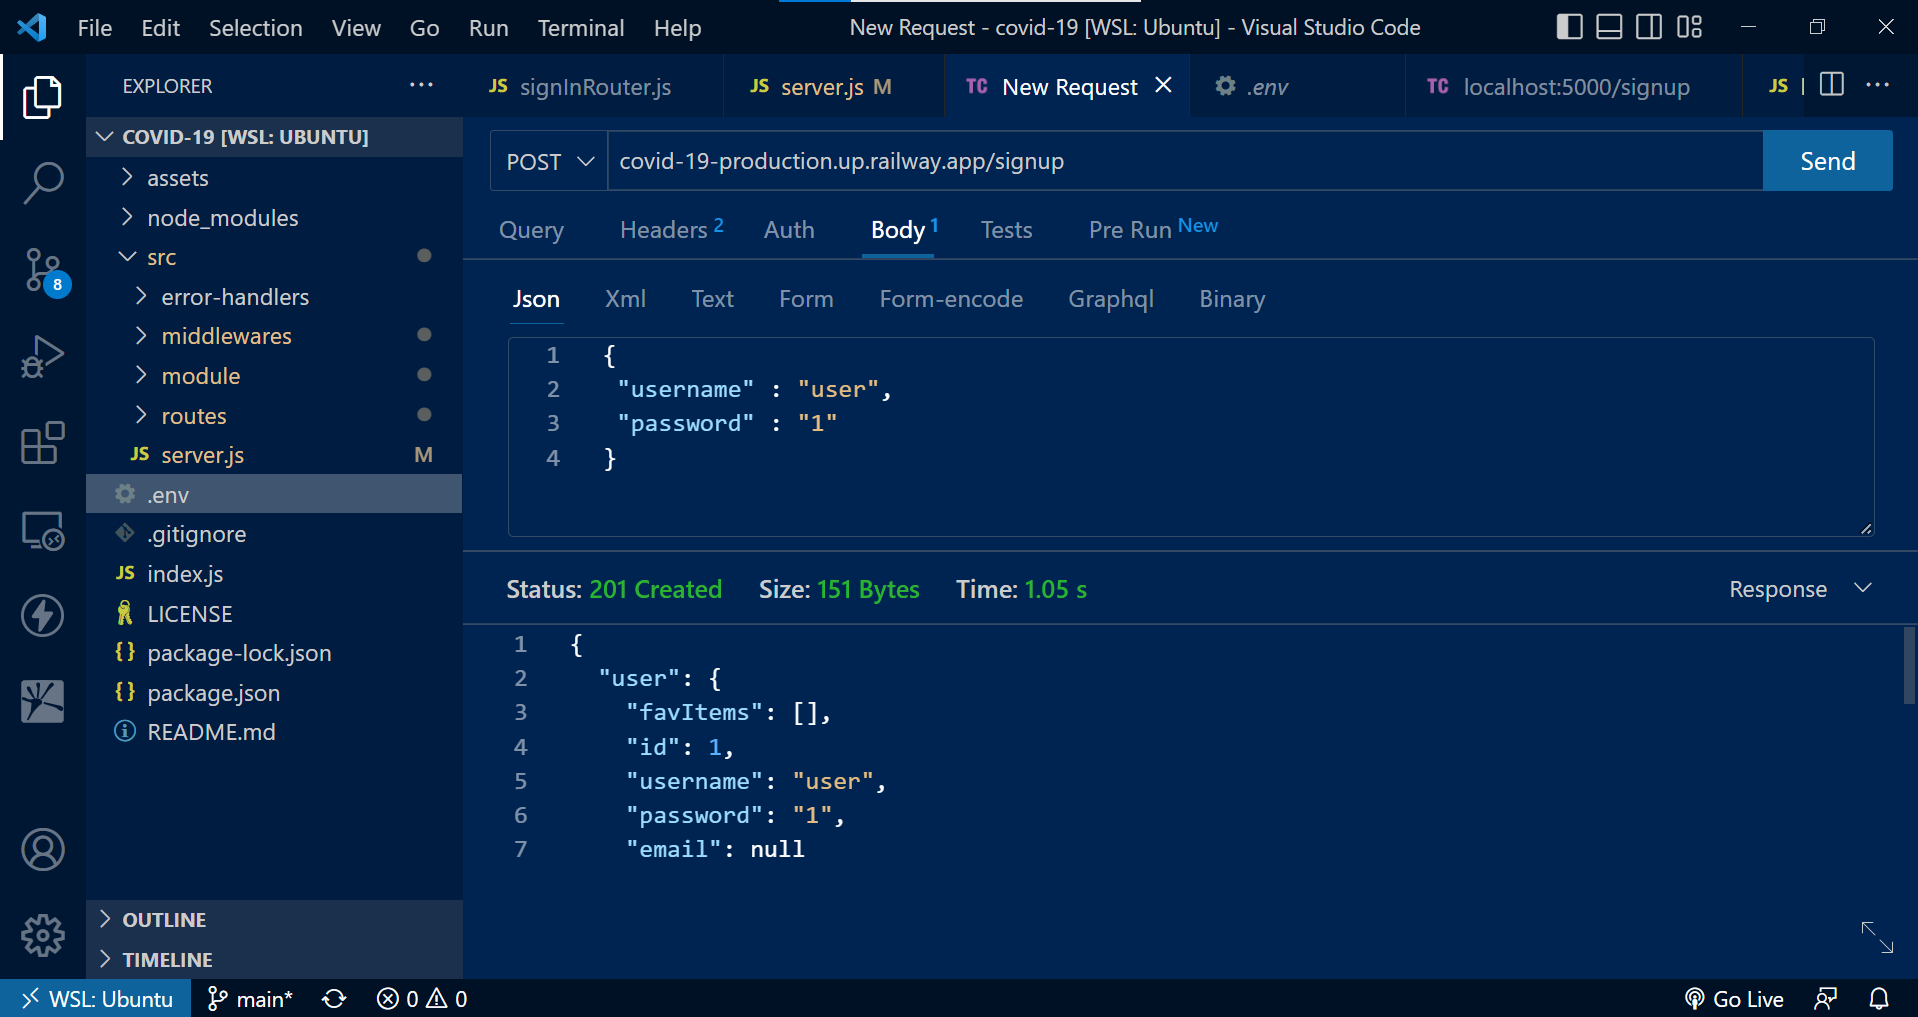 File Edit Selection View Go Run Terminal Help
New Request - covid-19 [WSL: Ubuntu] - Visual Studio Code
EXPLORER
JS signInRouter.js
JS server.js M
TC New Request
.env
TC localhost:5000/signup
JS
COVID-19 [WSL: UBUNTU]
assets
node_modules
src
error-handlers
middlewares
module
routes
JS server.js M
.env
.gitignore
JS index.js
LICENSE
{} package-lock.json
{} package.json
README.md
8
OUTLINE
TIMELINE
POST covid-19-production.up.railway.app/signup Send
Query Headers 2 Auth Body 1 Tests Pre Run New
Json Xml Text Form Form-encode Graphql Binary
1 {
2 "username" : "user",
3 "password" : "1"
4 }
Status: 201 Created Size: 151 Bytes Time: 1.05 s Response
1 {
2 "user": {
3 "favItems": [],
4 "id": 1,
5 "username": "user",
6 "password": "1",
7 "email": null
WSL: Ubuntu main* 0 0 Go Live